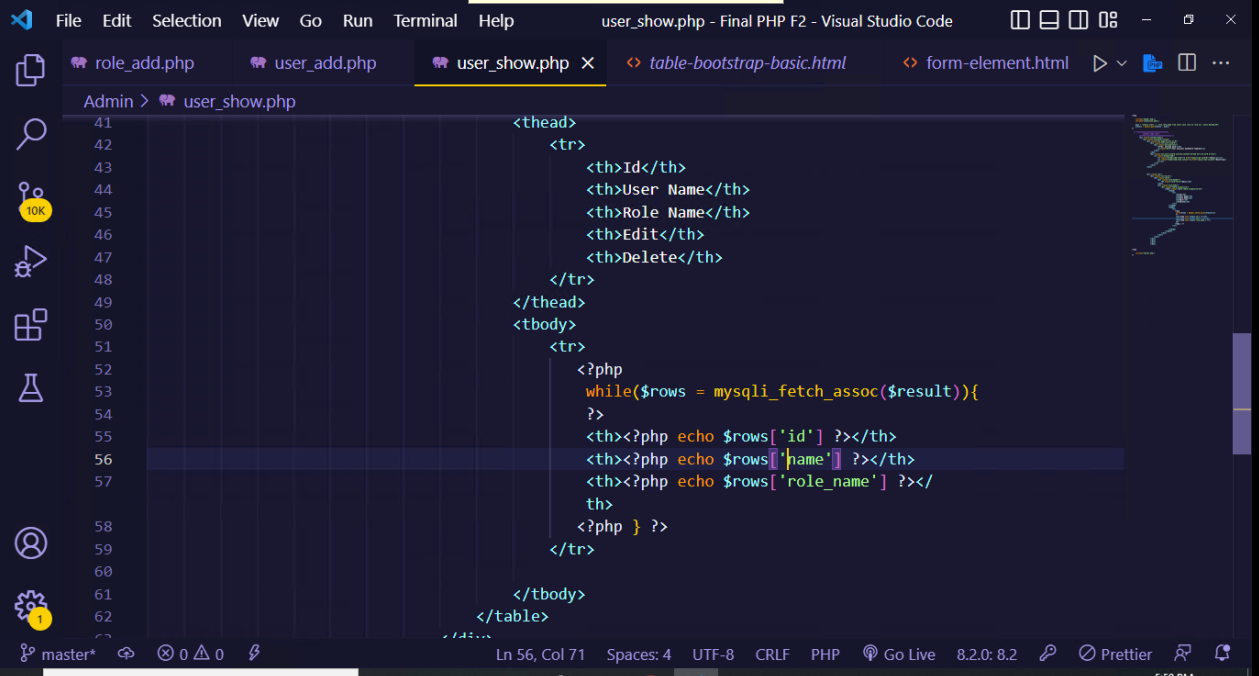 File Edit Selection View Go Run Terminal Help user_show.php - Final PHP F2 - Visual Studio Code
role_add.php user_add.php user_show.php table-bootstrap-basic.html form-element.html
Admin > user_show.php
41 <thead>
42 <tr>
43 <th>Id</th>
44 <th>User Name</th>
45 <th>Role Name</th>
46 <th>Edit</th>
47 <th>Delete</th>
48 </tr>
49 </thead>
50 <tbody>
51 <tr>
52 <?php
53 while($rows = mysqli_fetch_assoc($result)){
54 ?>
55 <th><?php echo $rows['id'] ?></th>
56 <th><?php echo $rows['name'] ?></th>
57 <th><?php echo $rows['role_name'] ?></
th>
58 <?php } ?>
59 </tr>
60
61 </tbody>
62 </table>
63 </div>
10K
1
master* 0 0 Ln 56, Col 71 Spaces: 4 UTF-8 CRLF PHP Go Live 8.2.0: 8.2 Prettier